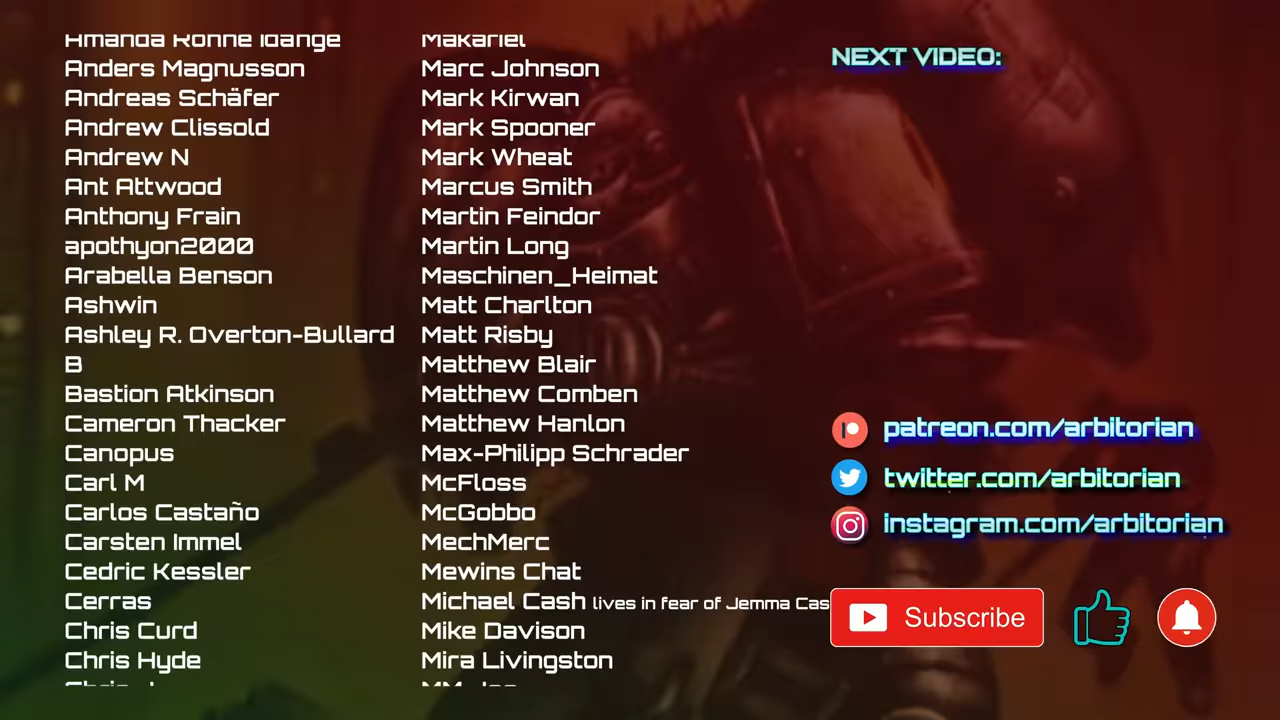 Amanda Ronne Idange
Anders Magnusson
Andreas Schäfer
Andrew Clissold
Andrew N
Ant Attwood
Anthony Frain
apothyon2000
Arabella Benson
Ashwin
Ashley R. Overton-Bullard
B
Bastion Atkinson
Cameron Thacker
Canopus
Carl M
Carlos Castaño
Carsten Immel
Cedric Kessler
Cerras
Chris Curd
Chris Hyde
Makariel
Marc Johnson
Mark Kirwan
Mark Spooner
Mark Wheat
Marcus Smith
Martin Feindor
Martin Long
Maschinen_Heimat
Matt Charlton
Matt Risby
Matthew Blair
Matthew Comben
Matthew Hanlon
Max-Philipp Schrader
McFloss
McGobbo
MechMerc
Mewins Chat
Michael Cash lives in fear of Jemma Cas
Mike Davison
Mira Livingston
NEXT VIDEO:
patreon.com/arbitorian
twitter.com/arbitorian
instagram.com/arbitorian
Subscribe